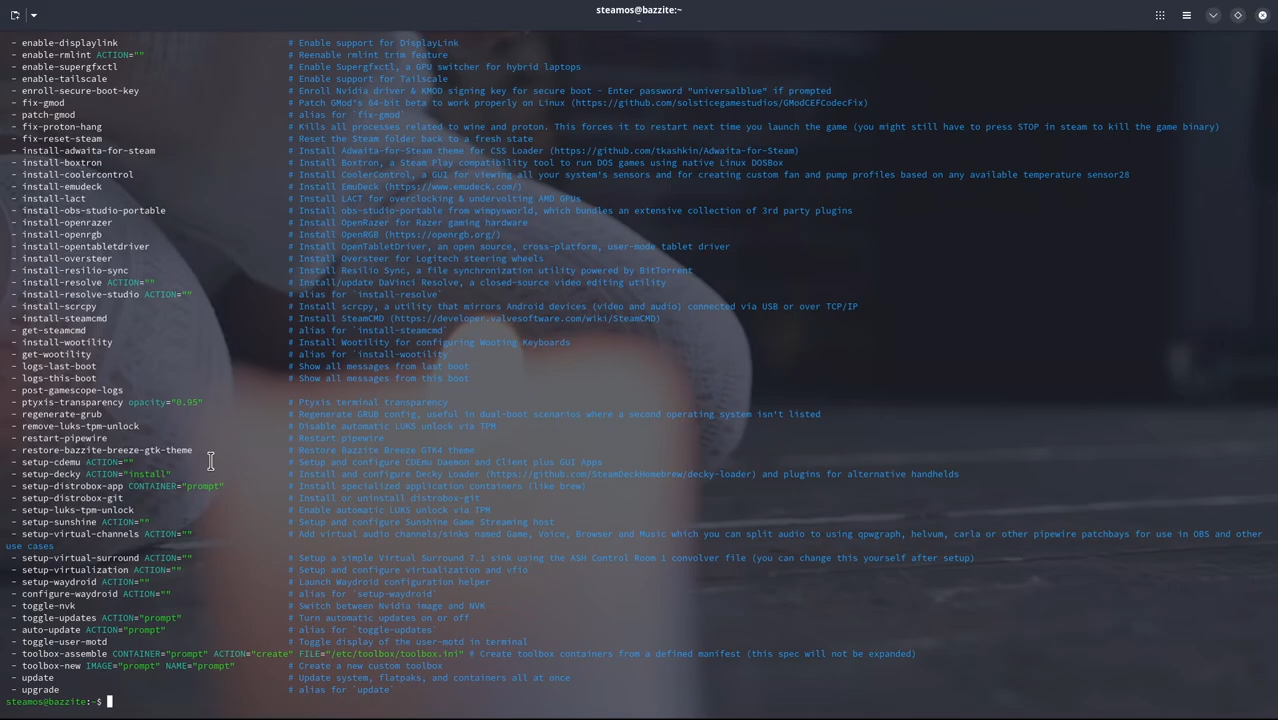 steamos@bazzite:~
~
- enable-displaylink # Enable support for DisplayLink
- enable-rmlint ACTION="" # Reenable rmlint trim feature
- enable-supergfxctl # Enable Supergfxctl, a GPU switcher for hybrid laptops
- enable-tailscale # Enable Support for Tailscale
- enroll-secure-boot-key # Enroll Nvidia driver & KMOD signing key for secure boot - Enter password "universalblue" if prompted
- fix-gmod # Patch GMod's 64-bit beta to work properly on Linux (https://github.com/solsticegamestudios/GModCEFCodecFix)
- patch-gmod # alias for `fix-gmod`
- fix-proton-hang # Kills all processes related to wine and proton. This forces it to restart next time you launch the game (you might still have to press STOP in steam to kill the game binary)
- fix-reset-steam # Reset the Steam folder back to a fresh state
- install-adwaita-for-steam # Install Adwaita-for-Steam theme for CSS Loader (https://github.com/tkashkin/Adwaita-for-Steam)
- install-boxtron # Install Boxtron, a Steam Play compatibility tool to run DOS games using native Linux DOSBox
- install-coolercontrol # Install CoolerControl, a GUI for viewing all your system's sensors and for creating custom fan and pump profiles based on any available temperature sensor28
- install-emudeck # Install EmuDeck (https://www.emudeck.com/)
- install-lact # Install LACT for overclocking & undervolting AMD GPUs
- install-obs-studio-portable # Install obs-studio-portable from wimpysworld, which bundles an extensive collection of 3rd party plugins
- install-openrazer # Install OpenRazer for Razer gaming hardware
- install-openrgb # Install OpenRGB (https://openrgb.org/)
- install-opentabletdriver # Install OpenTabletDriver, an open source, cross-platform, user-mode tablet driver
- install-oversteer # Install Oversteer for Logitech steering wheels
- install-resilio-sync # Install Resilio Sync, a file synchronization utility powered by BitTorrent
- install-resolve ACTION="" # Install/update DaVinci Resolve, a closed-source video editing utility
- install-resolve-studio ACTION="" # alias for `install-resolve`
- install-scrcpy # Install scrcpy, a utility that mirrors Android devices (video and audio) connected via USB or over TCP/IP
- install-steamcmd # Install SteamCMD (https://developer.valvesoftware.com/wiki/SteamCMD)
- get-steamcmd # alias for `install-steamcmd`
- install-wootility # Install Wootility for configuring Wooting Keyboards
- get-wootility # alias for `install-wootility`
- logs-last-boot # Show all messages from last boot
- logs-this-boot # Show all messages from this boot
- post-gamescope-logs
- ptyxis-transparency opacity="0.95" # Ptyxis terminal transparency
- regenerate-grub # Regenerate GRUB config, useful in dual-boot scenarios where a second operating system isn't listed
- remove-luks-tpm-unlock # Disable automatic LUKS unlock via TPM
- restart-pipewire # Restart pipewire
- restore-bazzite-breeze-gtk-theme # Restore Bazzite Breeze GTK4 theme
- setup-cdemu ACTION="" # Setup and configure CDEmu Daemon and Client plus GUI Apps
- setup-decky ACTION="install" # Install and configure Decky Loader (https://github.com/SteamDeckHomebrew/decky-loader) and plugins for alternative handhelds
- setup-distrobox-app CONTAINER="prompt" # Install specialized application containers (like brew)
- setup-distrobox-git # Install or uninstall distrobox-git
- setup-luks-tpm-unlock # Enable automatic LUKS unlock via TPM
- setup-sunshine ACTION="" # Setup and configure Sunshine Game Streaming host
- setup-virtual-channels ACTION="" # Add virtual audio channels/sinks named Game, Voice, Browser and Music which you can split audio to using qpwgraph, helvum, carla or other pipewire patchbays for use in OBS and other
use cases
- setup-virtual-surround ACTION="" # Setup a simple Virtual Surround 7.1 sink using the ASH Control Room 1 convolver file (you can change this yourself after setup)
- setup-virtualization ACTION="" # Setup and configure virtualization and vfio
- setup-waydroid ACTION="" # Launch Waydroid configuration helper
- configure-waydroid ACTION="" # alias for `setup-waydroid`
- toggle-nvk # Switch between Nvidia image and NVK
- toggle-updates ACTION="prompt" # Turn automatic updates on or off
- auto-update ACTION="prompt" # alias for `toggle-updates`
- toggle-user-motd # Toggle display of the user-motd in terminal
- toolbox-assemble CONTAINER="prompt" ACTION="create" FILE="/etc/toolbox/toolbox.ini" # Create toolbox containers from a defined manifest (this spec will not be expanded)
- toolbox-new IMAGE="prompt" NAME="prompt" # Create a new custom toolbox
- update # Update system, flatpaks, and containers all at once
- upgrade # alias for `update`
steamos@bazzite:~$